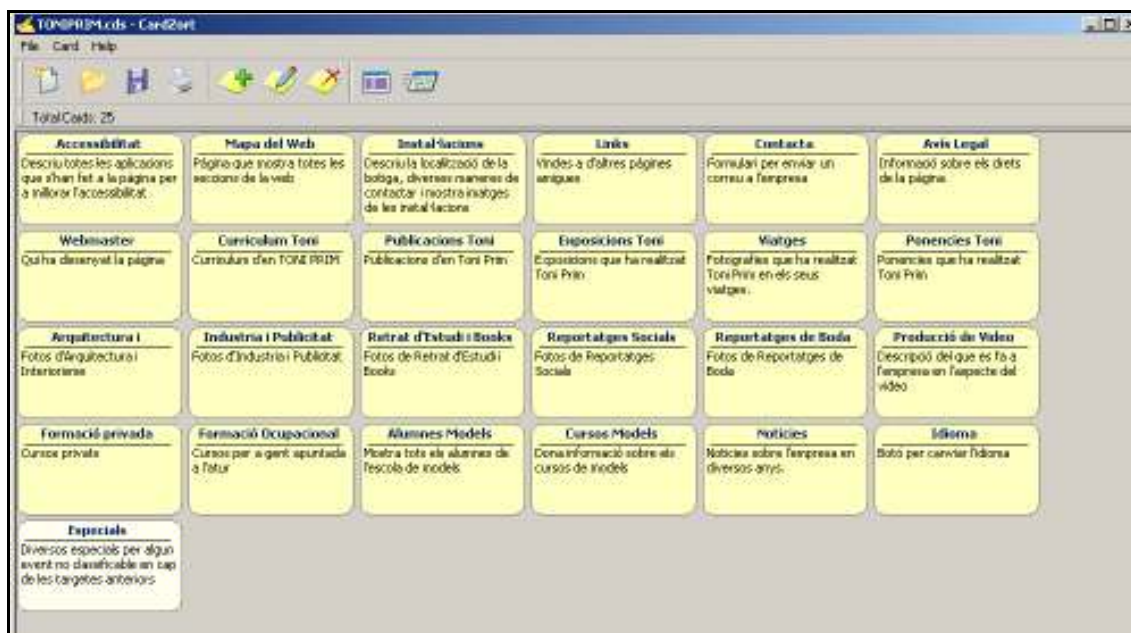 TONIPRIM.cds - CardZort
File Card Help
Total Cards: 25
Accessibilitat
Descriu totes les aplicacions
que s'han fet a la pàgina per
a millorar l'accessibilitat
Mapa del Web
Pàgina que mostra totes les
seccions de la web
Instal·lacions
Descriu la localització de la
botiga, diverses maneres de
contactar i mostra imatges
de les instal·lacions
Links
Vincles a d'altres pàgines
amigues
Contacta
Formulari per enviar un
correu a l'empresa
Avis Legal
Informació sobre els drets
de la pàgina.
Webmaster
Qui ha dissenyat la pàgina
Curriculum Toni
Curriculum d'en TONI PRIM
Publicacions Toni
Publicacions d'en Toni Prim
Exposicions Toni
Exposicions que ha realitzat
Toni Prim
Viatges
Fotografies que ha realitzat
Toni Prim en els seus
viatges.
Ponencies Toni
Ponencies que ha realitzat
Toni Prim
Arquitectura i
Fotos d'Arquitectura i
Interiorisme
Industria i Publicitat
Fotos d'Industria i Publicitat
Retrat d'Estudi i Books
Fotos de Retrat d'Estudi i
Books
Reportatges Socials
Fotos de Reportatges
Socials
Reportatges de Boda
Fotos de Reportatges de
Boda
Producció de Video
Descripció del que es fa a
l'empresa en l'aspecte del
video
Formació privada
Cursos privats
Formació Ocupacional
Cursos per a gent apuntada
a l'atur
Alumnes Models
Mostra tots els alumnes de
l'escola de models
Cursos Models
Dona informació sobre els
cursos de models
Noticies
Noticies sobre l'empresa en
diversos anys.
Idioma
Botó per canviar l'idioma
Especials
Diversos especials per algun
event no classificable en cap
de les targetes anteriors